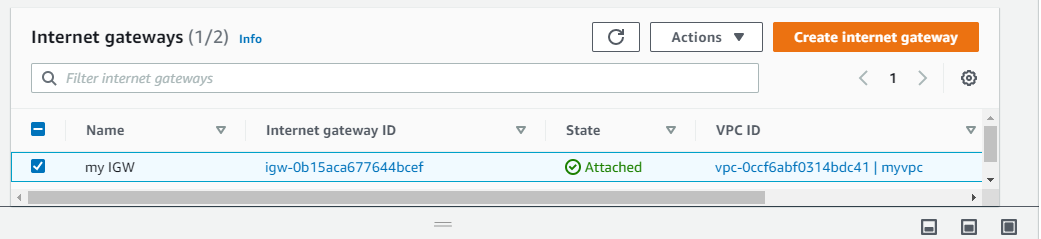 Internet gateways (1/2) Info
Actions
Create internet gateway
Filter internet gateways
1
Name Internet gateway ID State VPC ID
my IGW igw-0b15aca677644bcef Attached vpc-0ccf6abf0314bdc41 | myvpc